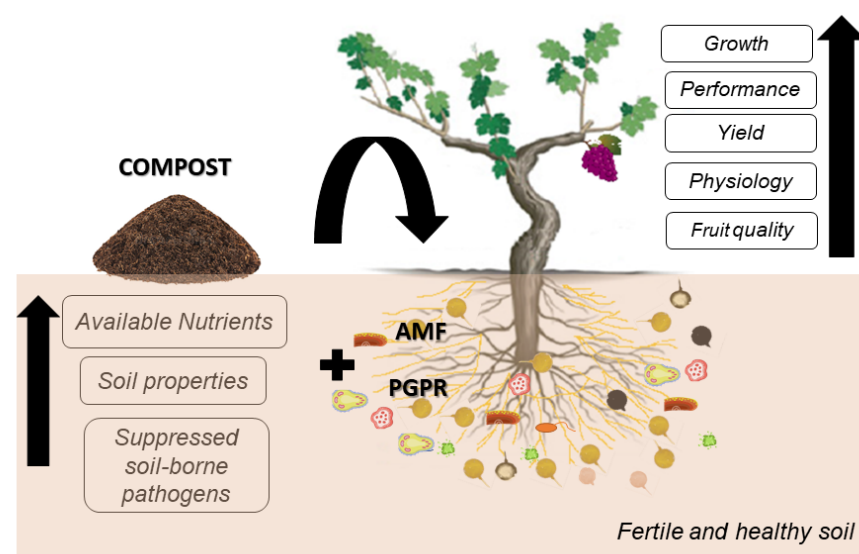 COMPOST
Available Nutrients
Soil properties
Suppressed
soil-borne
pathogens
AMF
PGPR
Growth
Performance
Yield
Physiology
Fruit quality
Fertile and healthy soil